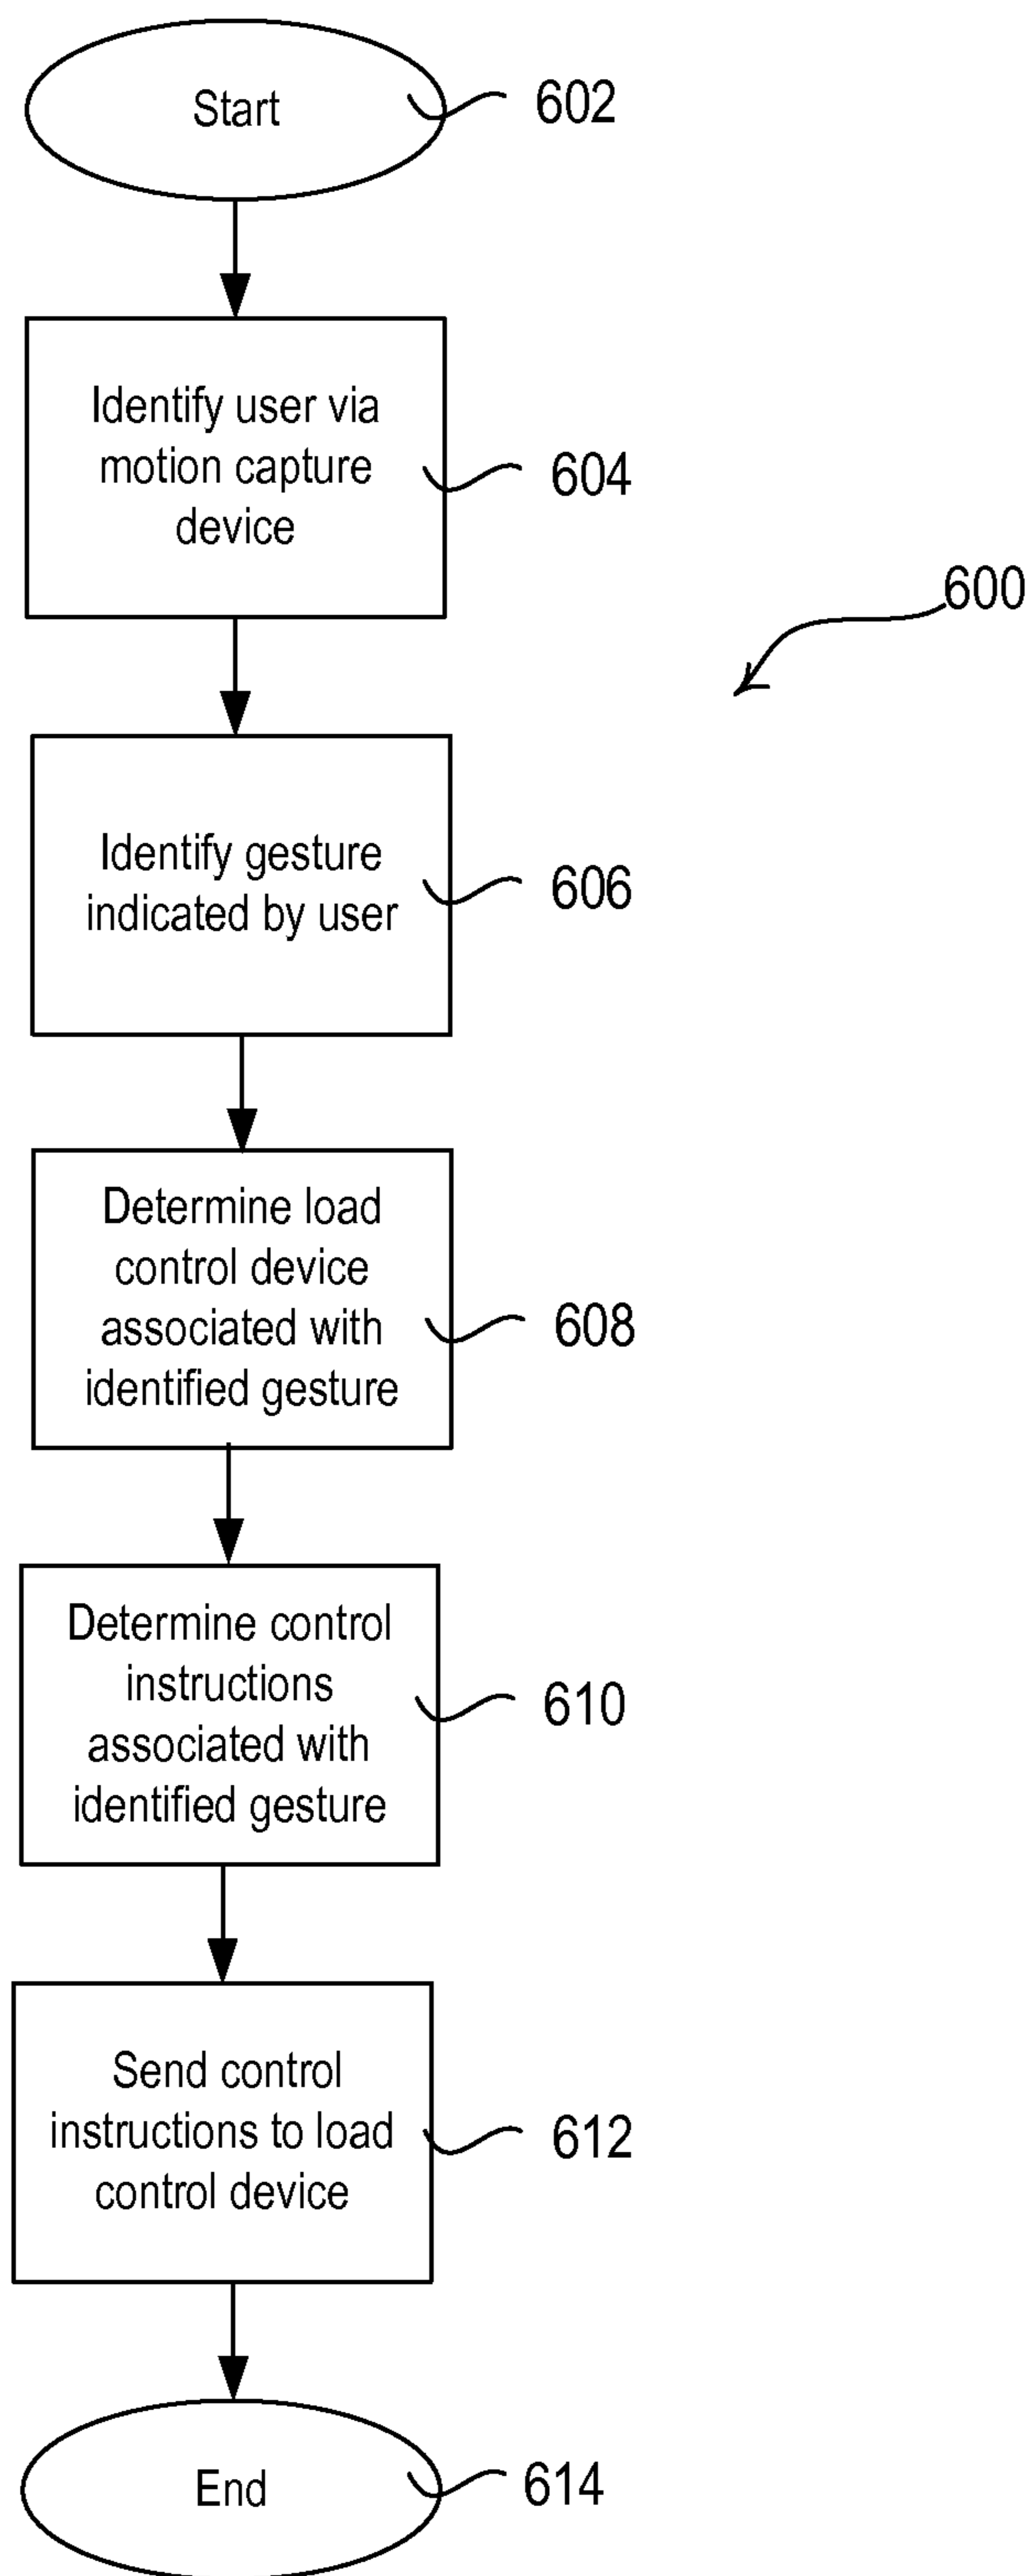 Start
602
Identify user via
motion capture
device
604
600
Identify gesture
indicated by user
606
Determine load
control device
associated with
identified gesture
608
Determine control
instructions
associated with
identified gesture
610
Send control
instructions to load
control device
612
End
614